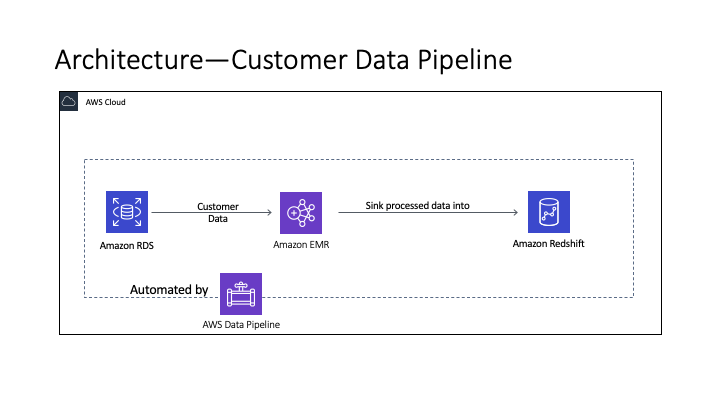 Architecture—Customer Data Pipeline
AWS Cloud
Customer
Data
Sink processed data into
Amazon RDS
Amazon EMR
Amazon Redshift
Automated by
AWS Data Pipeline